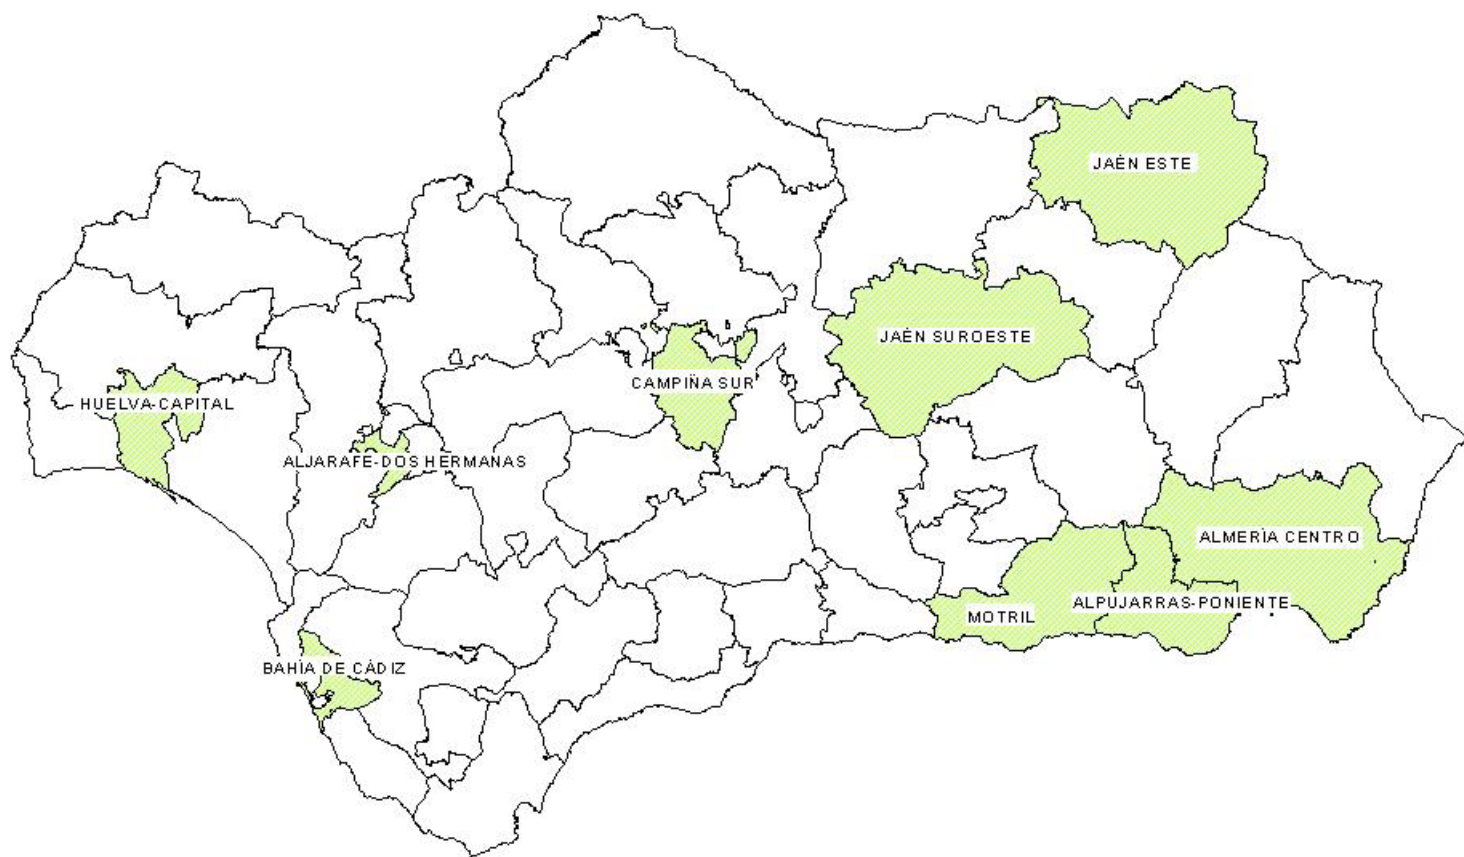 JAÉN ESTE
JAÉN SUROESTE
CAMPIÑA SUR
HUELVA-CAPITAL
ALJARAFE-DOS HERMANAS
ALMERÍA CENTRO
ALPUJARRAS-PONIENTE
MOTRIL
BAHÍA DE CÁDIZ